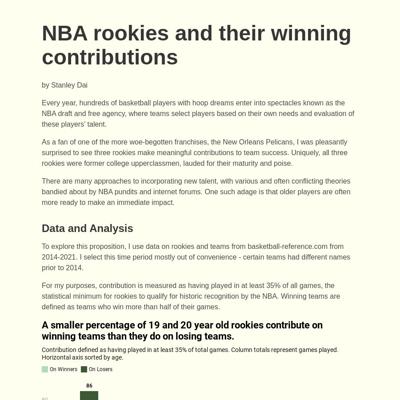 NBA rookies and their winning
contributions
by Stanley Dai
Every year, hundreds of basketball players with hoop dreams enter into spectacles known as the
NBA draft and free agency, where teams select players based on their own needs and evaluation of
these players' talent.
As a fan of one of the more woe-begotten franchises, the New Orleans Pelicans, I was pleasantly
surprised to see three rookies make meaningful contributions to team success. Uniquely, all three
rookies were former college upperclassmen, lauded for their maturity and poise.
There are many approaches to incorporating new talent, with various and often conflicting theories
bandied about by NBA pundits and internet forums. One such adage is that older players are often
more ready to make an immediate impact.
Data and Analysis
To explore this proposition, I use data on rookies and teams from basketball-reference.com from
2014-2021. I select this time period mostly out of convenience - certain teams had different names
prior to 2014.
For my purposes, contribution is measured as having played in at least 35% of all games, the
statistical minimum for rookies to qualify for historic recognition by the NBA. Winning teams are
defined as teams who win more than half of their games.
A smaller percentage of 19 and 20 year old rookies contribute on
winning teams than they do on losing teams.
Contribution defined as having played in at least 35% of total games. Column totals represent games played.
Horizontal axis sorted by age.
On Winners On Losers
86